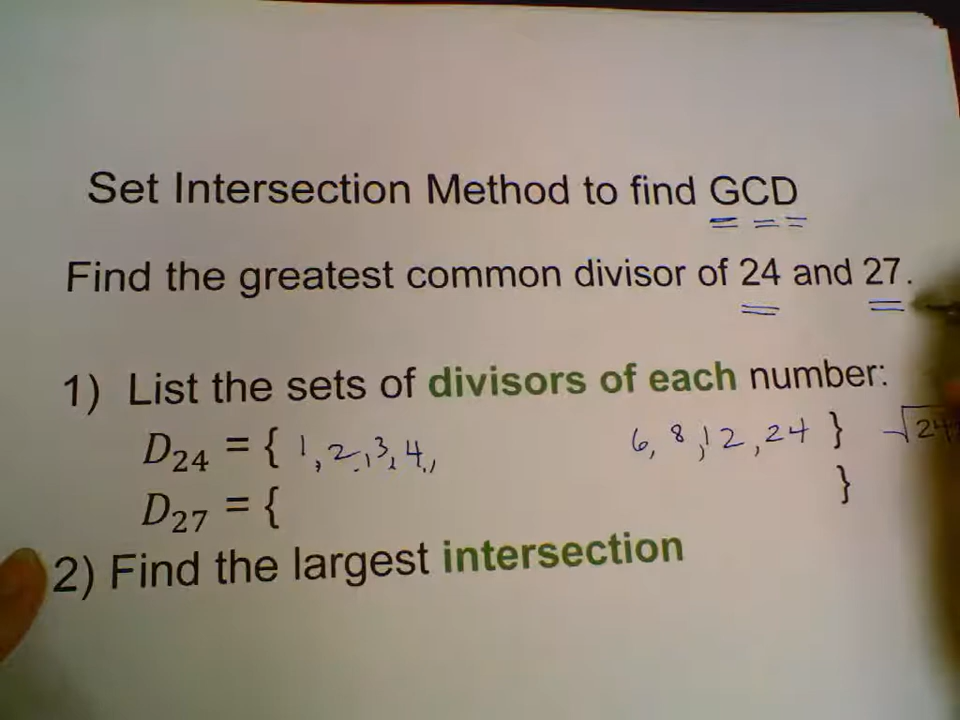 Set Intersection Method to find GCD
Find the greatest common divisor of 24 and 27.
1) List the sets of divisors of each number:
D₂₄ = { 1, 2, 3, 4, 6, 8, 12, 24 } √24
D₂₇ = { }
2) Find the largest intersection